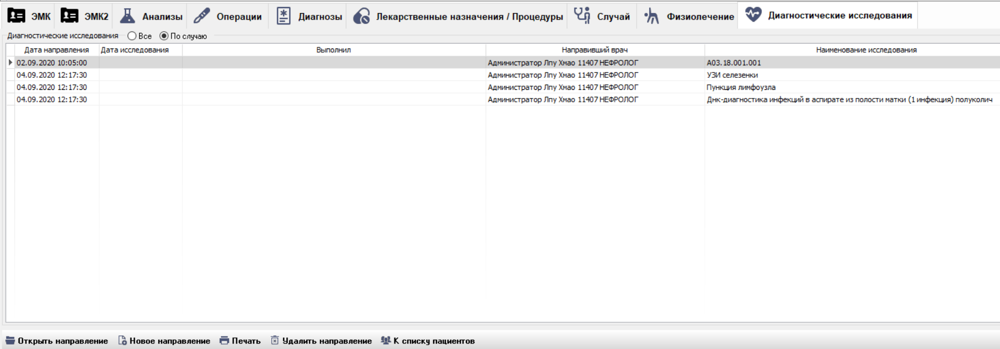 ЭМК ЭМК2 Анализы Операции Диагнозы Лекарственные назначения / Процедуры Случай Физиолечение Диагностические исследования
Диагностические исследования Все По случаю
Дата направления Дата исследования Выполнил Направивший врач Наименование исследования
02.09.2020 10:05:00 Администратор Лпу Хмао 11407 НЕФРОЛОГ A03.18.001.001
04.09.2020 12:17:30 Администратор Лпу Хмао 11407 НЕФРОЛОГ УЗИ селезенки
04.09.2020 12:17:30 Администратор Лпу Хмао 11407 НЕФРОЛОГ Пункция лимфоузла
04.09.2020 12:17:30 Администратор Лпу Хмао 11407 НЕФРОЛОГ Днк-диагностика инфекций в аспирате из полости матки (1 инфекция) полуколич
Открыть направление Новое направление Печать Удалить направление К списку пациентов